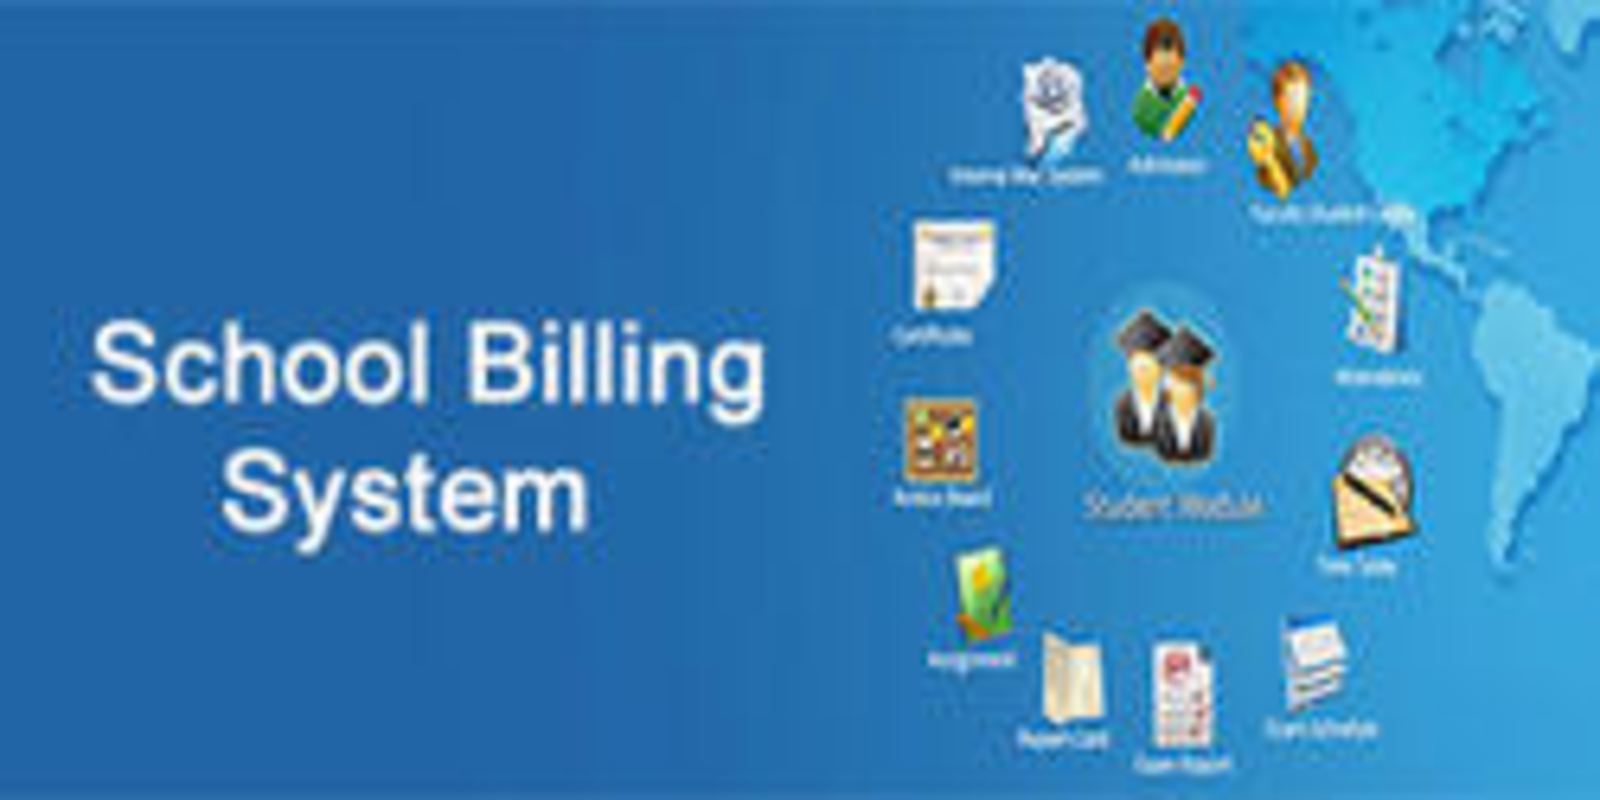 School Billing
System
Admission
Certificate
Attendance
Notice Board
Student Module
Time Table
Assignment
Report Card
Exam Schedule
Exam Report